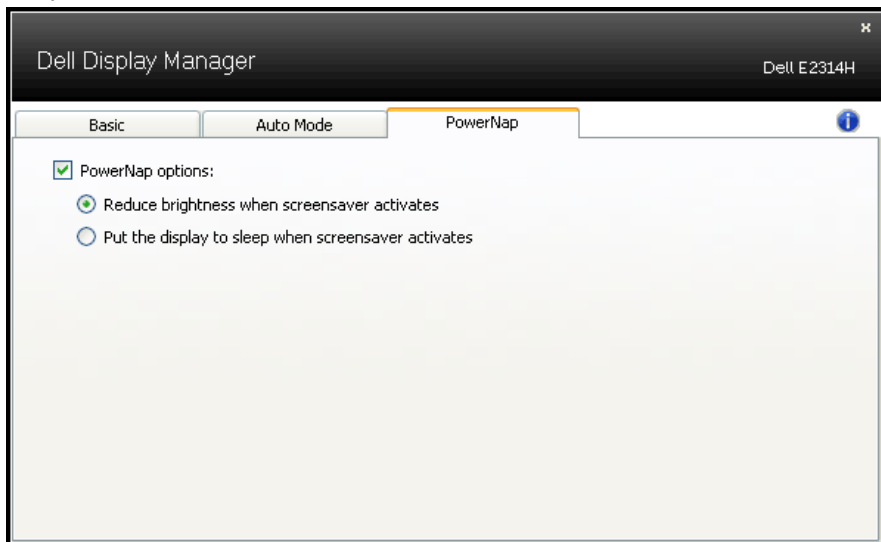 Dell Display Manager
Dell E2314H
Basic
Auto Mode
PowerNap
PowerNap options:
Reduce brightness when screensaver activates
Put the display to sleep when screensaver activates